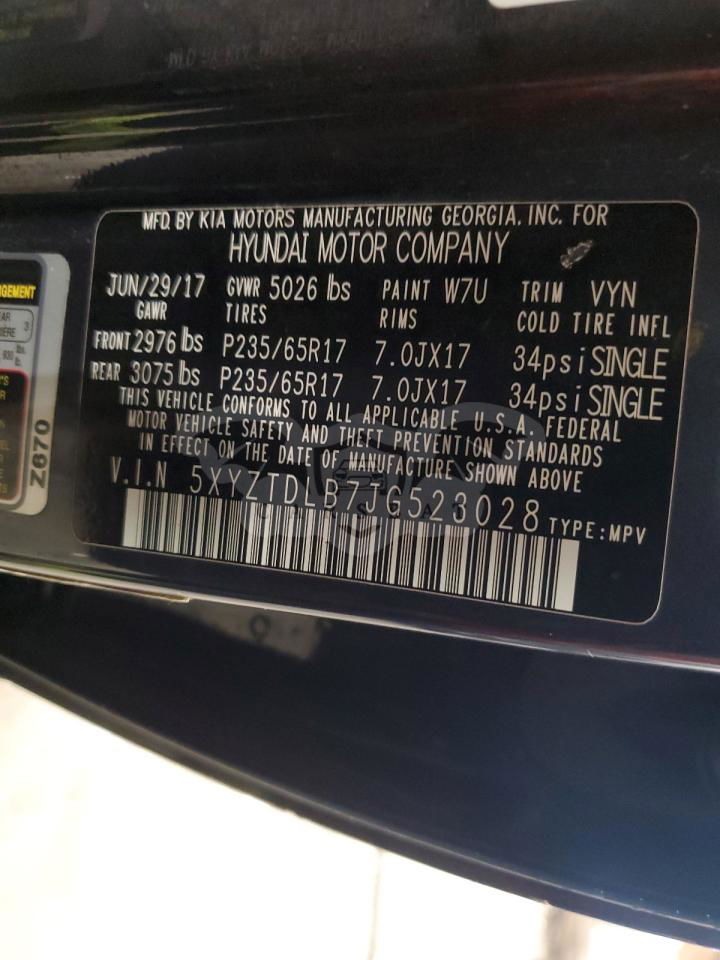 MFD. BY KIA MOTORS MANUFACTURING GEORGIA, INC. FOR
HYUNDAI MOTOR COMPANY
JUN/29/17 GVWR 5026 lbs PAINT W7U TRIM VYN
GAWR TIRES RIMS COLD TIRE INFL
FRONT 2976 lbs P235/65R17 7.0JX17 34psi SINGLE
REAR 3075 lbs P235/65R17 7.0JX17 34psi SINGLE
THIS VEHICLE CONFORMS TO ALL APPLICABLE U.S.A. FEDERAL
MOTOR VEHICLE SAFETY AND THEFT PREVENTION STANDARDS
IN EFFECT ON THE DATE OF MANUFACTURE SHOWN ABOVE
V.I.N 5XYZTDLB7JG523028 TYPE:MPV
Z670